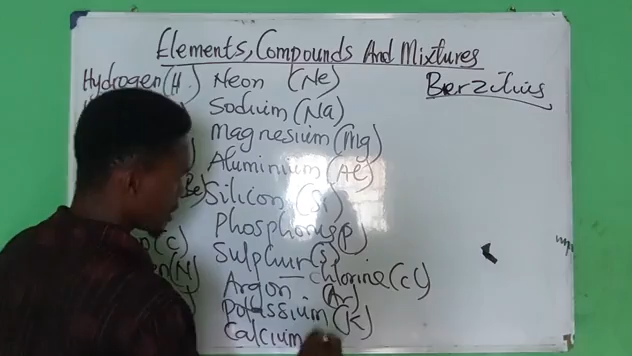 Elements, Compounds And Mixtures
Berzilius
Hydrogen (H)
Neon (Ne)
Sodium (Na)
Magnesium (Mg)
Be)
Aluminium (Al)
Silicon (Si)
Phosphorus (P)
(C)
Sulphur (S)
Chlorine (Cl)
(N)
Argon (Ar)
Potassium (K)
Calcium